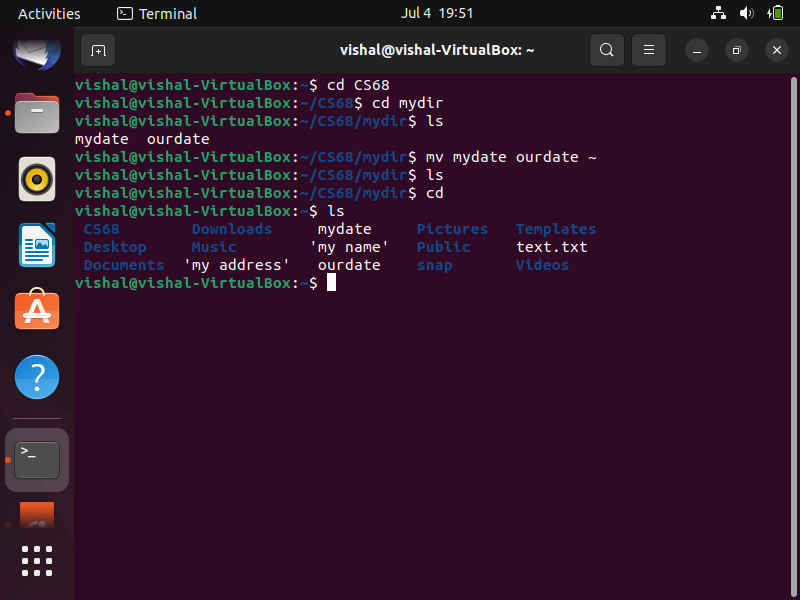 Activities Terminal Jul 4 19:51
vishal@vishal-VirtualBox: ~
vishal@vishal-VirtualBox:~$ cd CS68
vishal@vishal-VirtualBox:~/CS68$ cd mydir
vishal@vishal-VirtualBox:~/CS68/mydir$ ls
mydate  ourdate
vishal@vishal-VirtualBox:~/CS68/mydir$ mv mydate ourdate ~
vishal@vishal-VirtualBox:~/CS68/mydir$ ls
vishal@vishal-VirtualBox:~/CS68/mydir$ cd
vishal@vishal-VirtualBox:~$ ls
CS68 Downloads mydate Pictures Templates
Desktop Music 'my name' Public text.txt
Documents 'my address' ourdate snap Videos
vishal@vishal-VirtualBox:~$